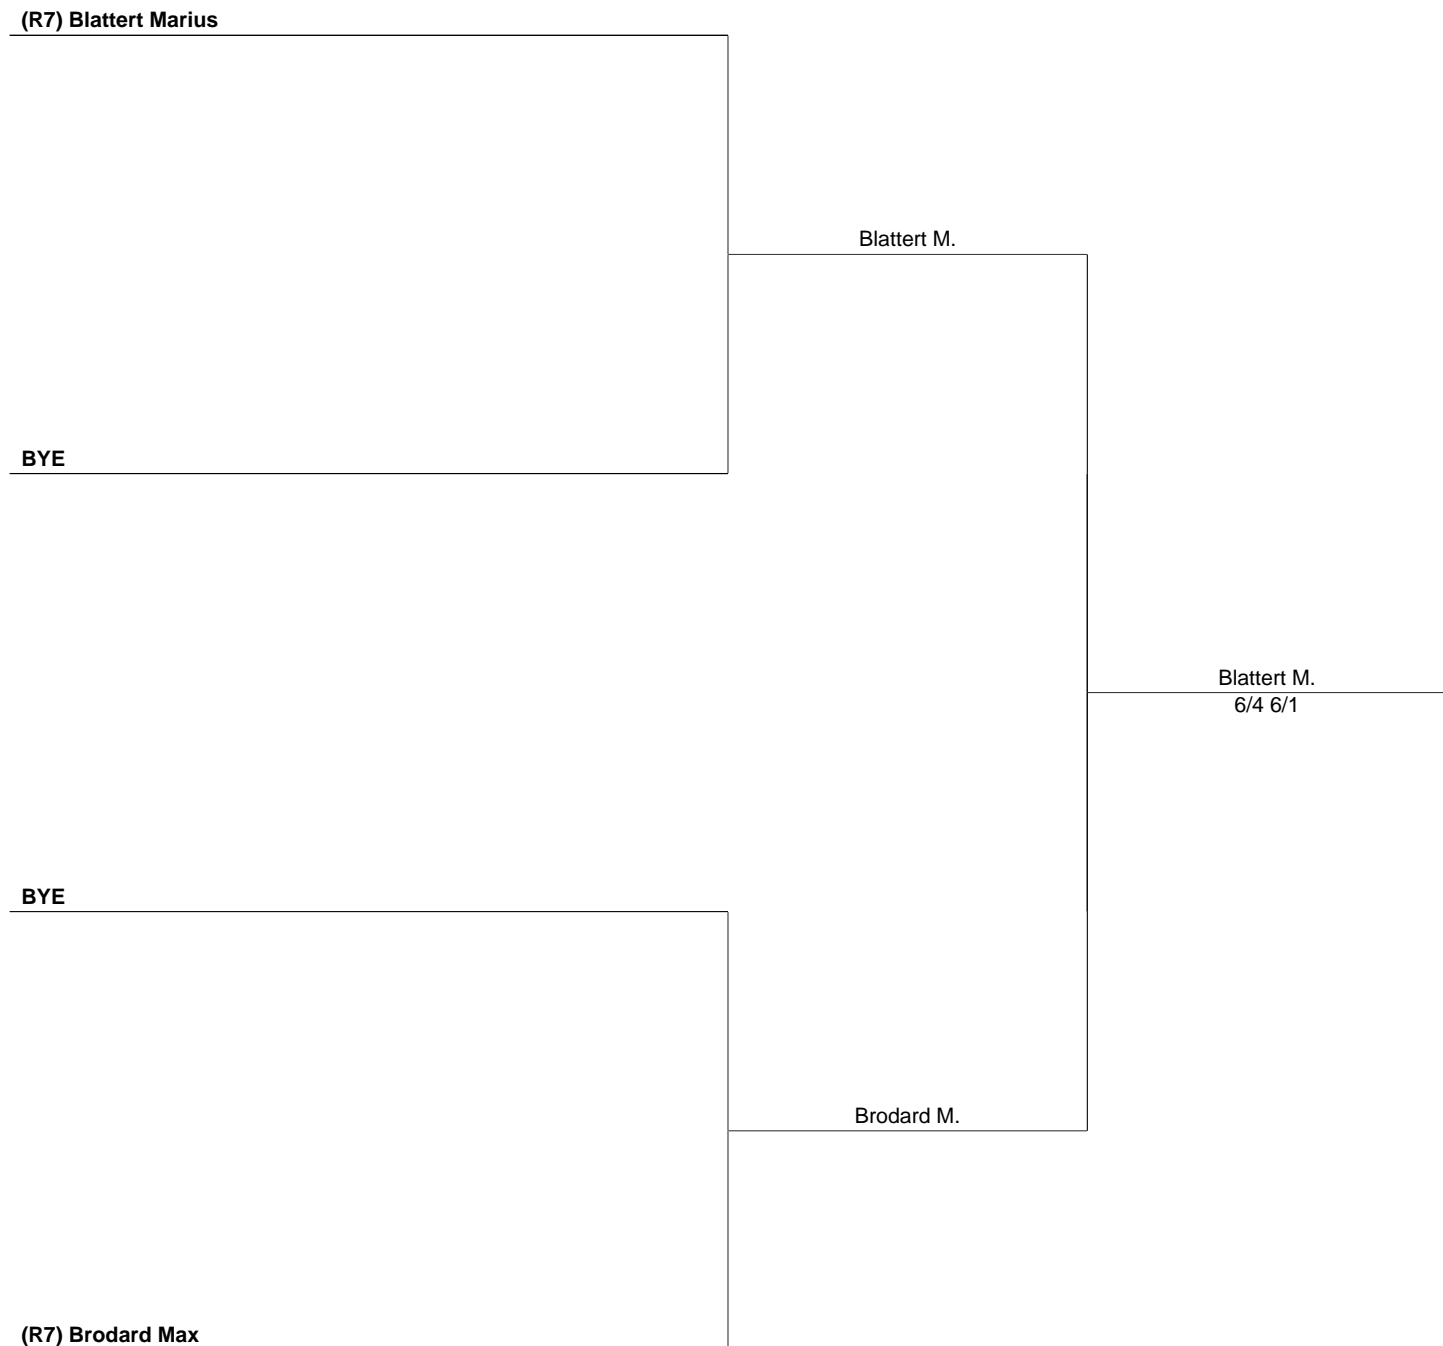 (R7) Blattert Marius
Blattert M.
BYE
Blattert M.
6/4 6/1
BYE
Brodard M.
(R7) Brodard Max